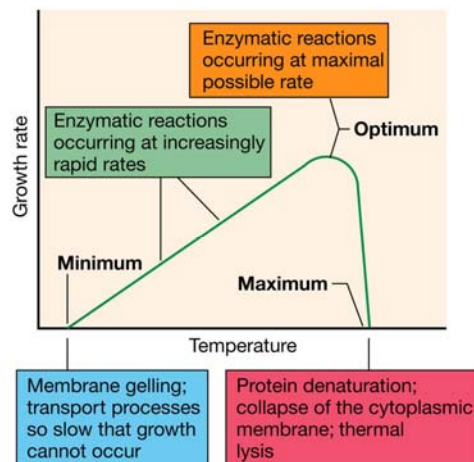 Enzymatic reactions
occurring at maximal
possible rate
Enzymatic reactions
occurring at increasingly
rapid rates
Optimum
Growth rate
Minimum
Maximum
Temperature
Membrane gelling;
transport processes
so slow that growth
cannot occur
Protein denaturation;
collapse of the cytoplasmic
membrane; thermal
lysis